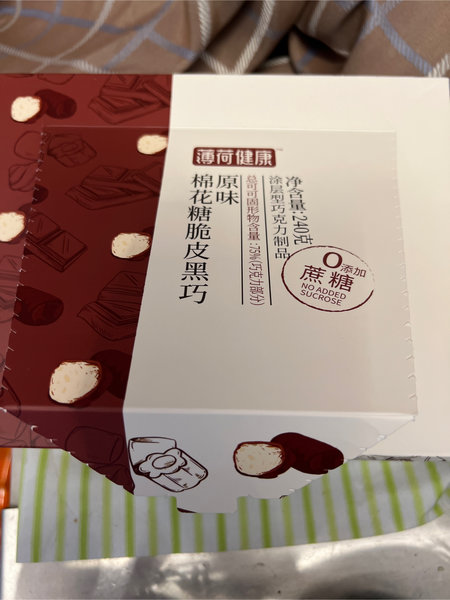 薄荷健康™
原味
棉花糖脆皮黑巧
总可可固形物含量:75%(巧克力部分)
涂层型巧克力制品
净含量:240克
0添加
蔗糖
NO ADDED
SUCROSE